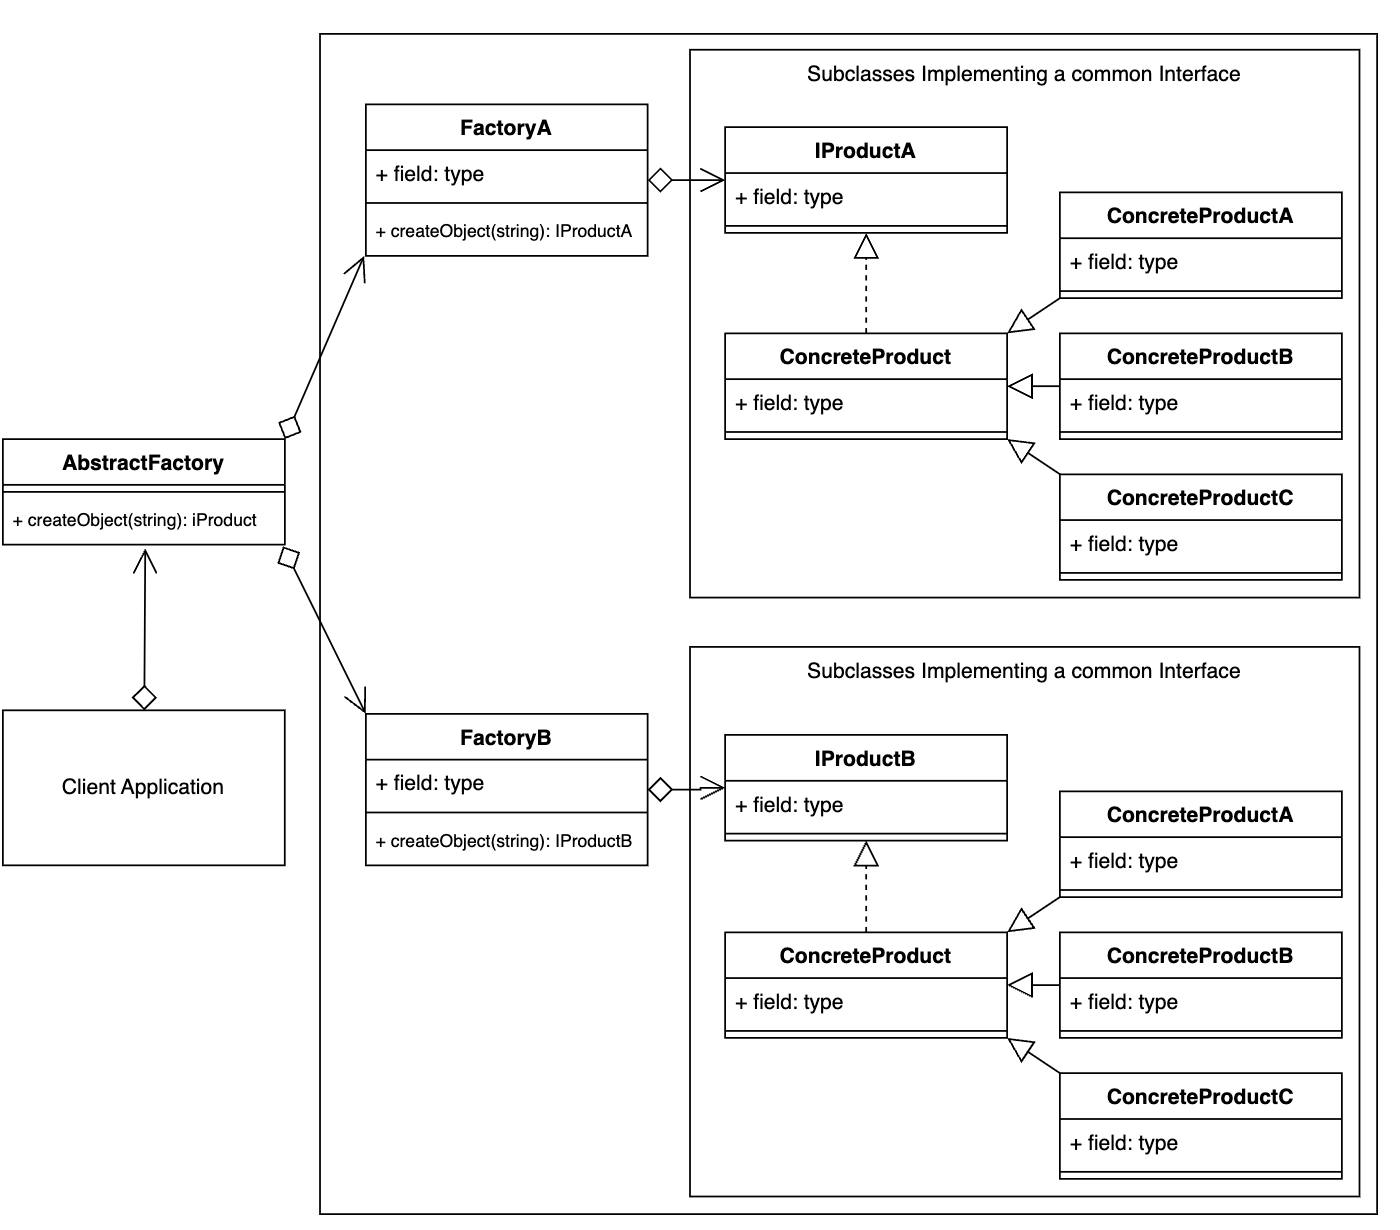 Subclasses Implementing a common Interface
FactoryA
+ field: type
+ createObject(string): IProductA
IProductA
+ field: type
ConcreteProductA
+ field: type
ConcreteProduct
+ field: type
ConcreteProductB
+ field: type
ConcreteProductC
+ field: type
AbstractFactory
+ createObject(string): iProduct
Client Application
Subclasses Implementing a common Interface
FactoryB
+ field: type
+ createObject(string): IProductB
IProductB
+ field: type
ConcreteProductA
+ field: type
ConcreteProduct
+ field: type
ConcreteProductB
+ field: type
ConcreteProductC
+ field: type